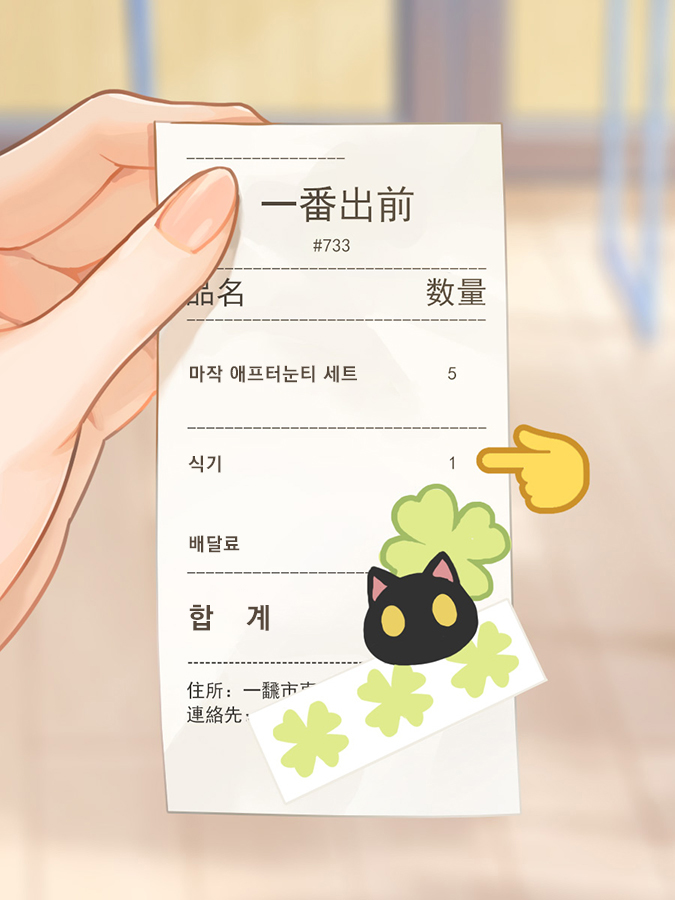 一番出前
#733
品名 数量
마작 애프터눈티 세트 5
식기 1
배달료
합 계
住所：一飜市
連絡先: